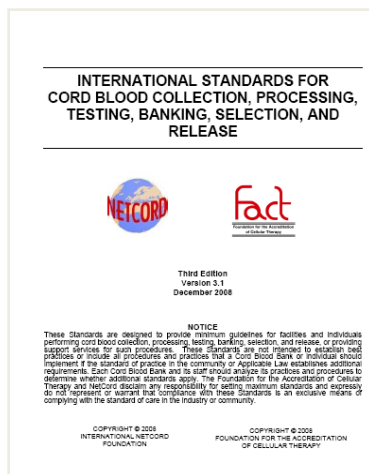 INTERNATIONAL STANDARDS FOR
CORD BLOOD COLLECTION, PROCESSING,
TESTING, BANKING, SELECTION, AND
RELEASE
NETCORD
Fact
Foundation for the Accreditation
of Cellular Therapy
Third Edition
Version 3.1
December 2008
NOTICE
These Standards are designed to provide minimum guidelines for facilities and individuals
performing cord blood collection, processing, testing, banking, selection, and release, or providing
support services for such procedures. These Standards are not intended to establish best
practices or include all procedures and practices that a Cord Blood Bank or individual should
implement if the standard of practice in the community or Applicable Law establishes additional
requirements. Each Cord Blood Bank and its staff should analyze its practices and procedures to
determine whether additional standards apply. The Foundation for the Accreditation of Cellular
Therapy and NetCord disclaim any responsibility for setting maximum standards and expressly
do not represent or warrant that compliance with these Standards is an exclusive means of
complying with the standard of care in the industry or community.
COPYRIGHT © 2008
INTERNATIONAL NETCORD
FOUNDATION
COPYRIGHT © 2008
FOUNDATION FOR THE ACCREDITATION
OF CELLULAR THERAPY